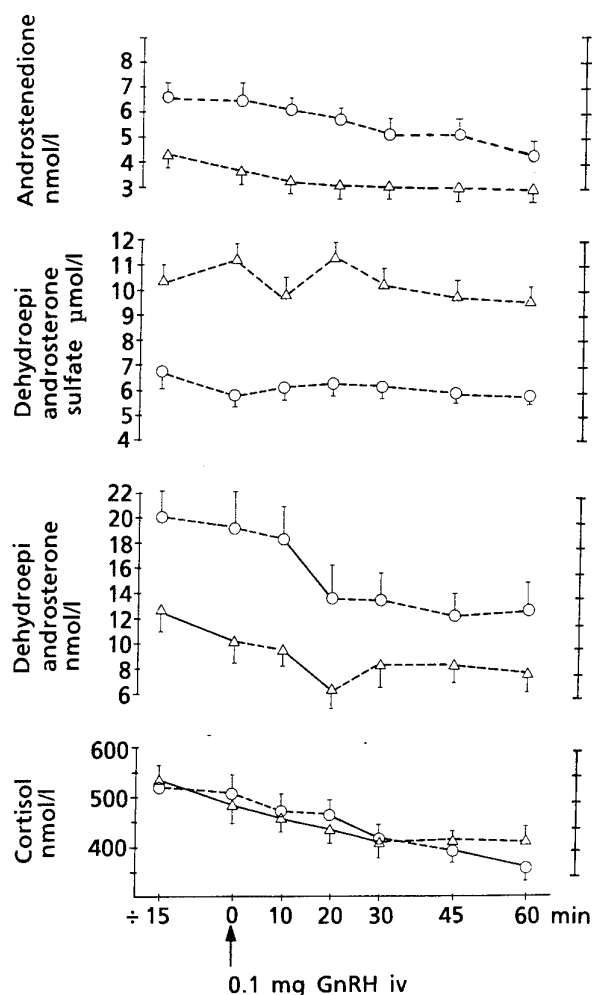 Androstenedione
nmol/l
8
7
6
5
4
3
Dehydroepi
androsterone
sulfate µmol/l
12
11
10
9
8
7
6
5
4
Dehydroepi
androsterone
nmol/l
22
20
18
16
14
12
10
8
6
Cortisol
nmol/l
600
500
400
÷ 15 0 10 20 30 45 60 min
0.1 mg GnRH iv